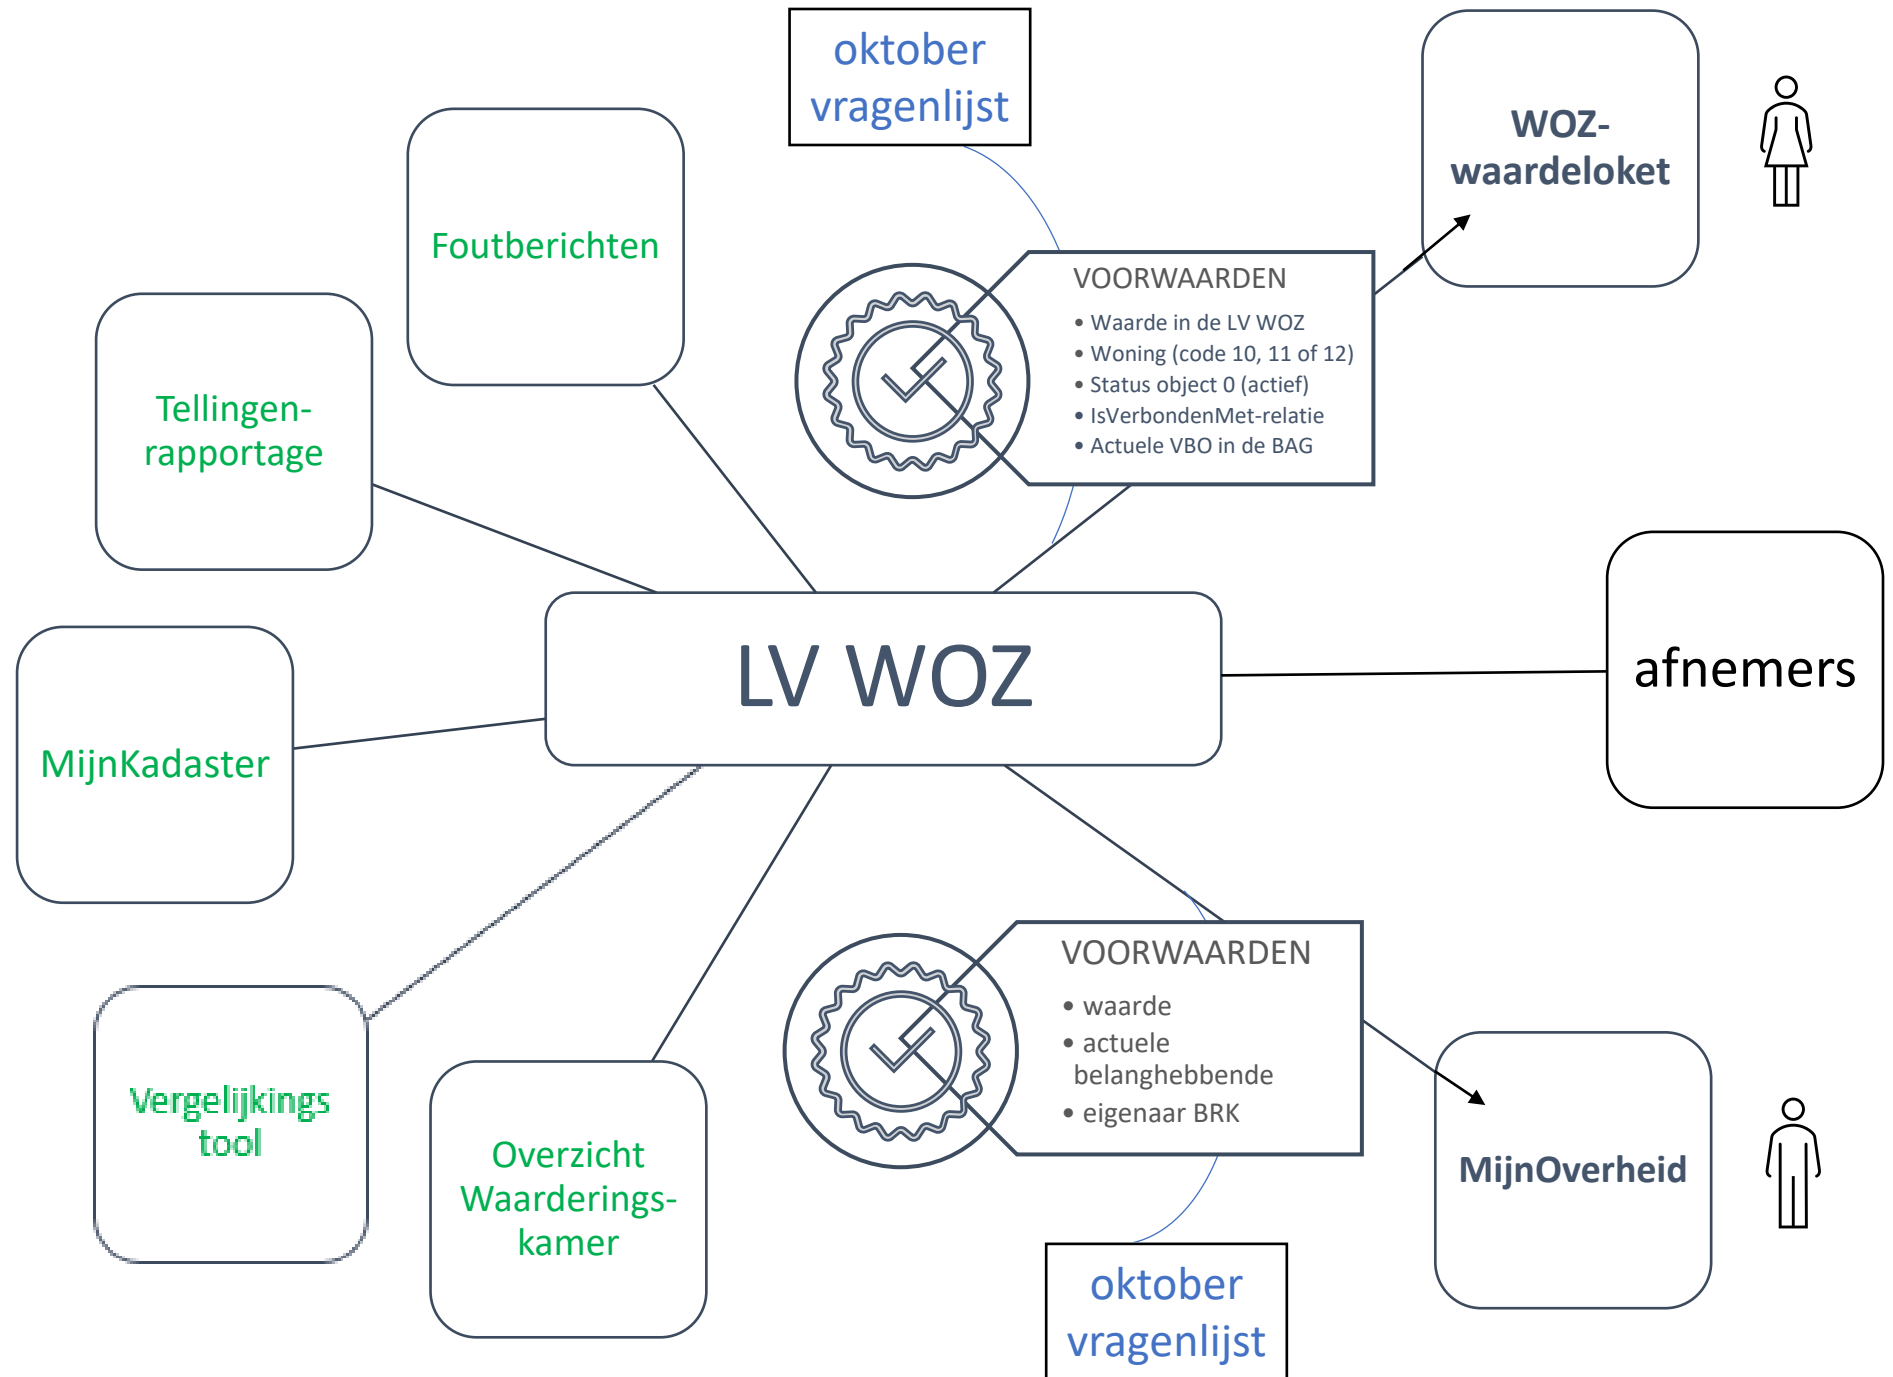 oktober
vragenlijst
WOZ-
waardeloket
Foutberichten
VOORWAARDEN
• Waarde in de LV WOZ
• Woning (code 10, 11 of 12)
• Status object 0 (actief)
• IsVerbondenMet-relatie
• Actuele VBO in de BAG
Tellingen-
rapportage
LV WOZ
afnemers
MijnKadaster
VOORWAARDEN
• waarde
• actuele
belanghebbende
• eigenaar BRK
Vergelijkings
tool
Overzicht
Waarderings-
kamer
MijnOverheid
oktober
vragenlijst